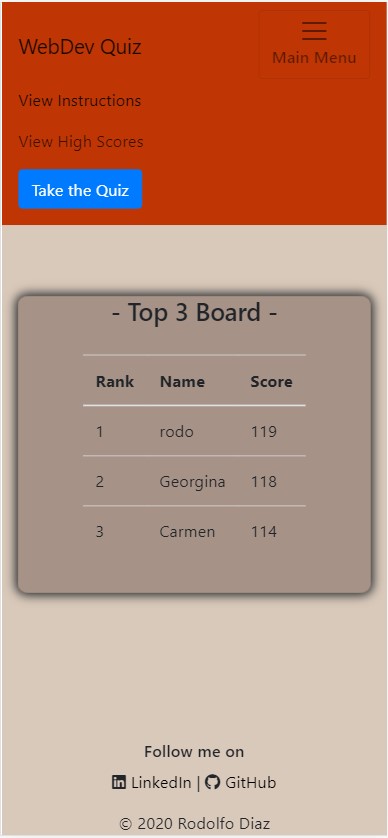 WebDev Quiz
Main Menu
View Instructions
View High Scores
Take the Quiz
- Top 3 Board -
Rank Name Score
1 rodo 119
2 Georgina 118
3 Carmen 114
Follow me on
LinkedIn | GitHub
© 2020 Rodolfo Diaz